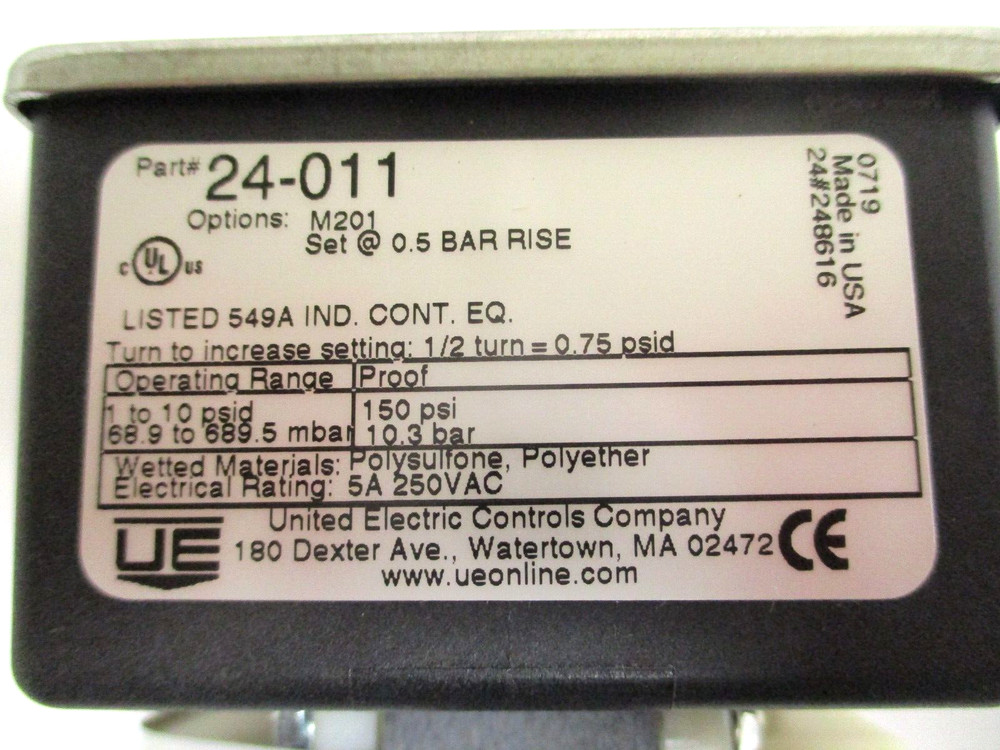 Part# 24-011
Options: M201
Set @ 0.5 BAR RISE
C UL US
LISTED 549A IND. CONT. EQ.
Turn to increase setting: 1/2 turn = 0.75 psid
Operating Range Proof
1 to 10 psid 150 psi
68.9 to 689.5 mbar 10.3 bar
Wetted Materials: Polysulfone, Polyether
Electrical Rating: 5A 250VAC
UE
United Electric Controls Company
180 Dexter Ave., Watertown, MA 02472
www.ueonline.com
CE
0719
Made in USA
24#248616